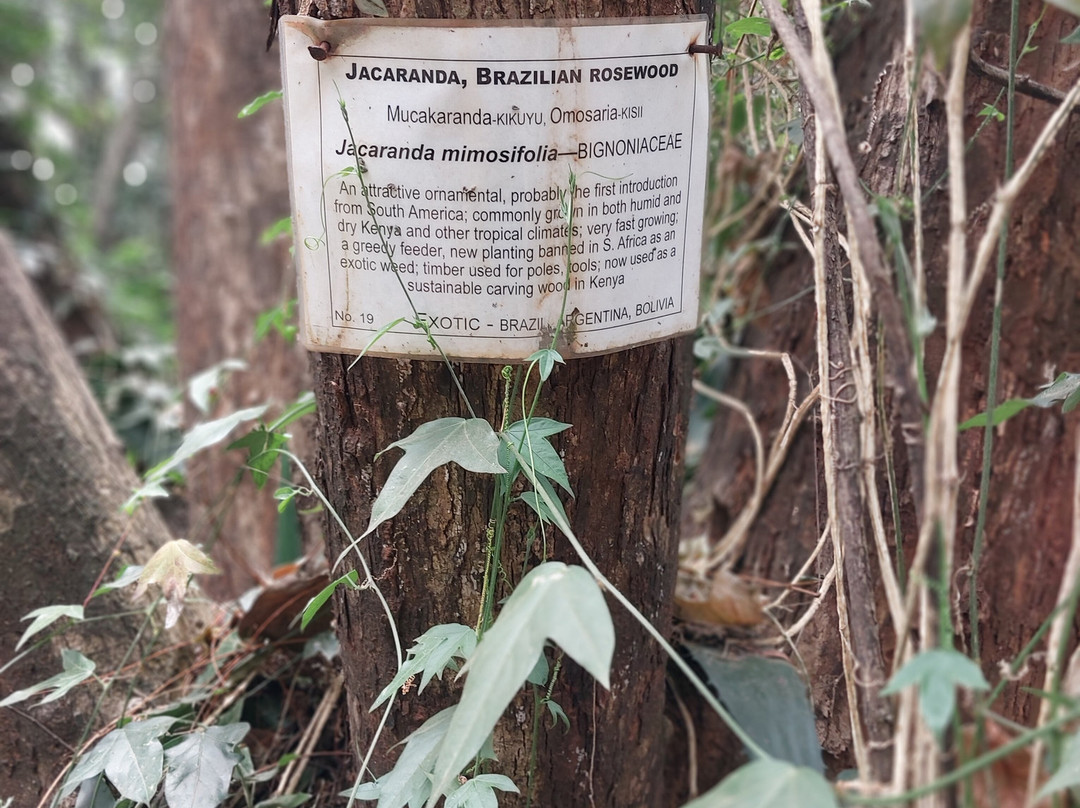 JACARANDA, BRAZILIAN ROSEWOOD
Mucakaranda-KIKUYU, Omosaria-KISII
Jacaranda mimosifolia—BIGNONIACEAE
An attractive ornamental, probably the first introduction
from South America; commonly grown in both humid and
dry Kenya and other tropical climates; very fast growing;
a greedy feeder, new planting banned in S. Africa as an
exotic weed; timber used for poles, tools; now used as a
sustainable carving wood in Kenya
No. 19 EXOTIC - BRAZIL, ARGENTINA, BOLIVIA